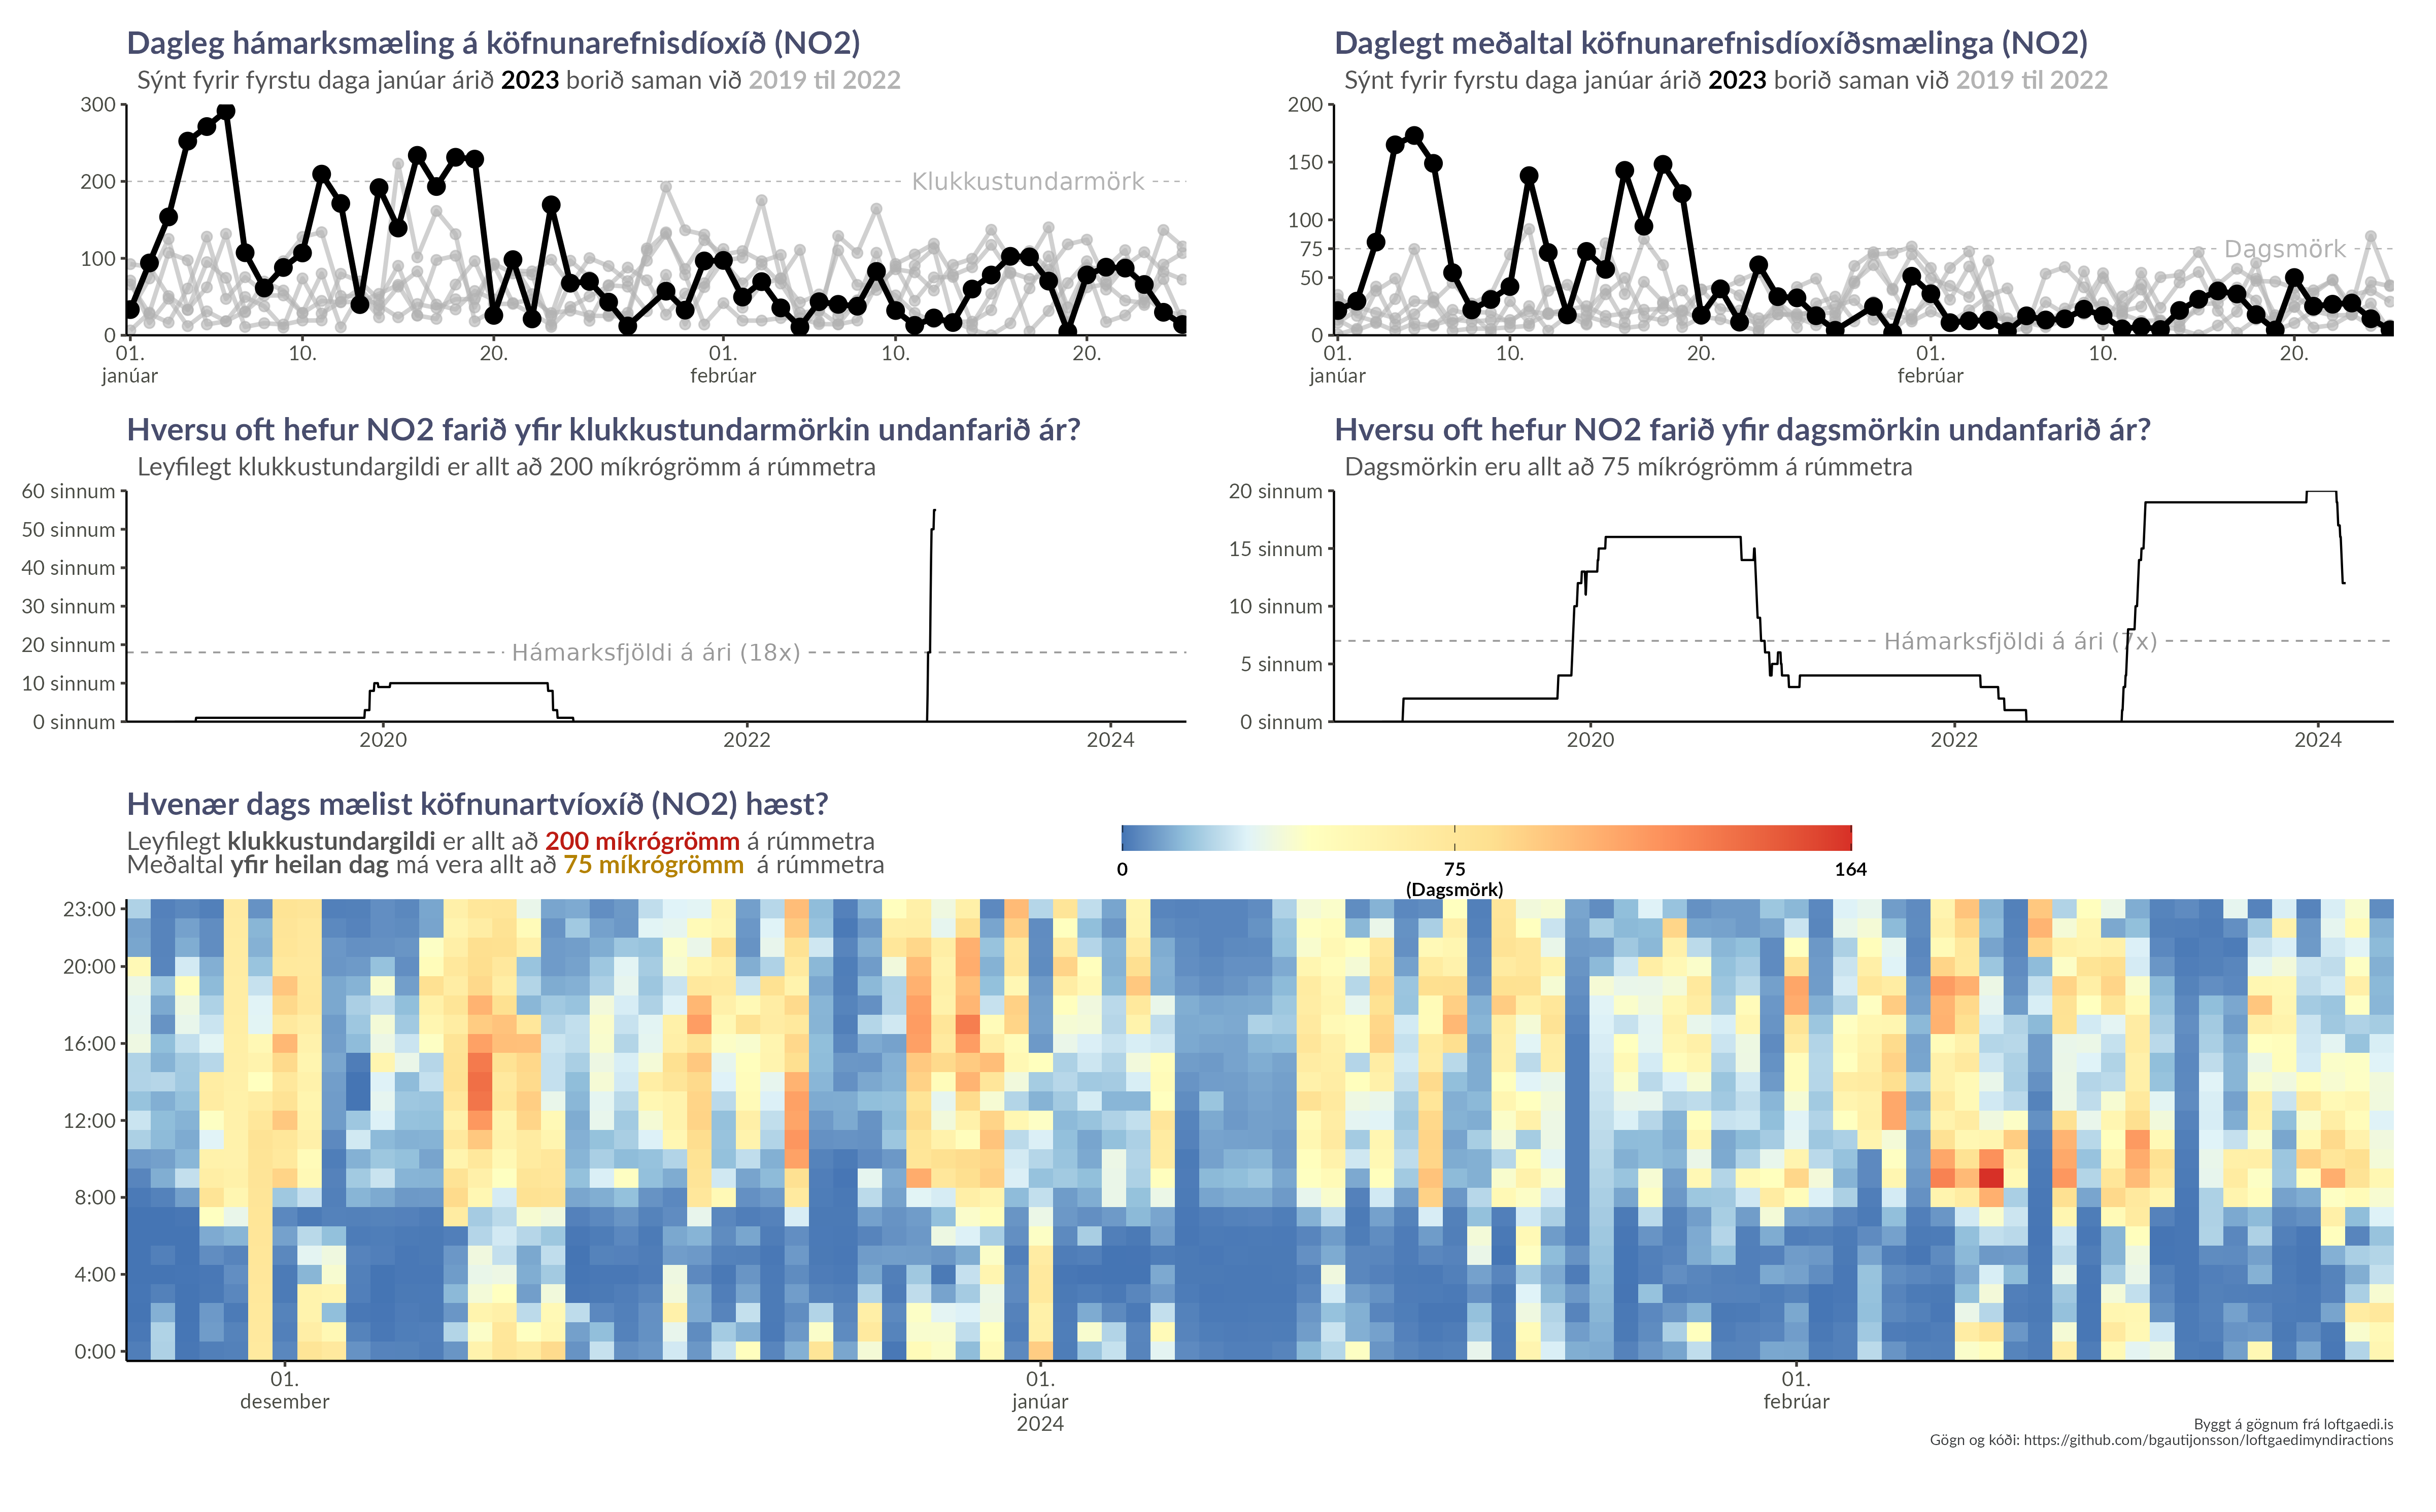 Dagleg hámarksmæling á köfnunarefnisdíoxíð (NO2)
Sýnt fyrir fyrstu daga janúar árið 2023 borið saman við 2019 til 2022
300
200
100
0
Klukkustundarmörk
01.
janúar
10.
20.
01.
febrúar
10.
20.
Daglegt meðaltal köfnunarefnisdíoxíðsmælinga (NO2)
Sýnt fyrir fyrstu daga janúar árið 2023 borið saman við 2019 til 2022
200
150
100
75
50
0
Dagsmörk
01.
janúar
10.
20.
01.
febrúar
10.
20.
Hversu oft hefur NO2 farið yfir klukkustundarmörkin undanfarið ár?
Leyfilegt klukkustundargildi er allt að 200 míkrógrömm á rúmmetra
60 sinnum
50 sinnum
40 sinnum
30 sinnum
20 sinnum
10 sinnum
0 sinnum
Hámarksfjöldi á ári (18x)
2020
2022
2024
Hversu oft hefur NO2 farið yfir dagsmörkin undanfarið ár?
Dagsmörkin eru allt að 75 míkrógrömm á rúmmetra
20 sinnum
15 sinnum
10 sinnum
5 sinnum
0 sinnum
Hámarksfjöldi á ári (7x)
2020
2022
2024
Hvenær dags mælist köfnunartvíoxíð (NO2) hæst?
Leyfilegt klukkustundargildi er allt að 200 míkrógrömm á rúmmetra
Meðaltal yfir heilan dag má vera allt að 75 míkrógrömm á rúmmetra
0
75
(Dagsmörk)
164
23:00
20:00
16:00
12:00
8:00
4:00
0:00
01.
desember
01.
janúar
2024
01.
febrúar
Byggt á gögnum frá loftgaedi.is
Gögn og kóði: https://github.com/bgautijonsson/loftgaedimyndiractions